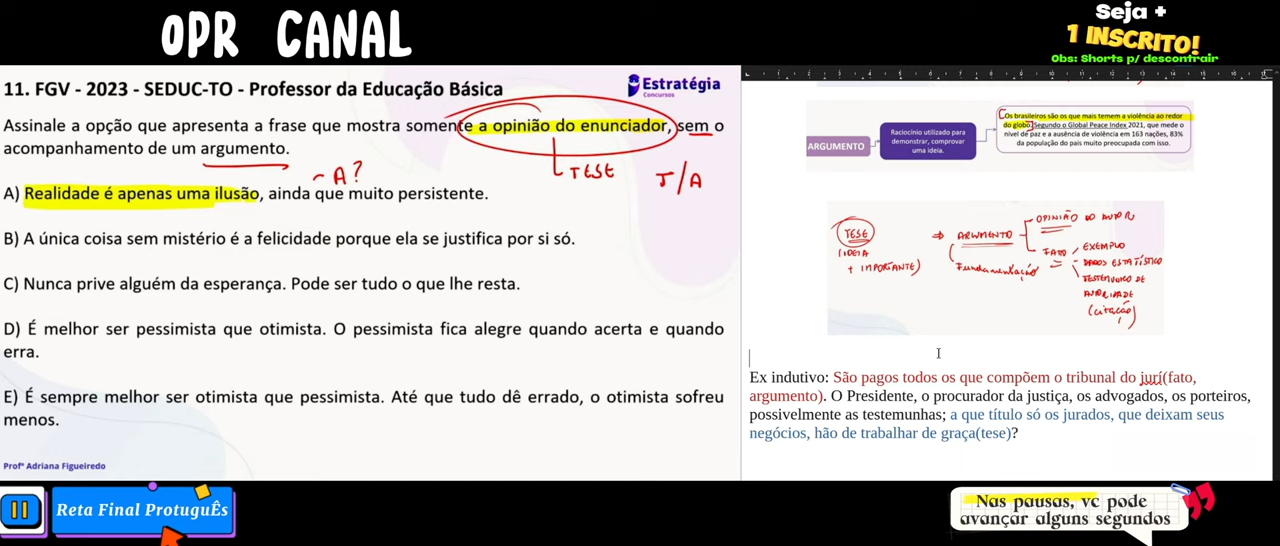 OPR CANAL
Seja +
1 INSCRITO!
Obs: Shorts p/ descontrair
11. FGV - 2023 - SEDUC-TO - Professor da Educação Básica
Estratégia
Concursos
Assinale a opção que apresenta a frase que mostra somente a opinião do enunciador, sem o
acompanhamento de um argumento.
TESE
T/A
- A?
A) Realidade é apenas uma ilusão, ainda que muito persistente.
B) A única coisa sem mistério é a felicidade porque ela se justifica por si só.
C) Nunca prive alguém da esperança. Pode ser tudo o que lhe resta.
D) É melhor ser pessimista que otimista. O pessimista fica alegre quando acerta e quando
erra.
E) É sempre melhor ser otimista que pessimista. Até que tudo dê errado, o otimista sofreu
menos.
Profª Adriana Figueiredo
ARGUMENTO
Raciocínio utilizado para
demonstrar, comprovar
uma ideia.
Os brasileiros são os que mais temem a violência ao redor
do globo. Segundo o Global Peace Index 2021, que mede o
nível de paz e a ausência de violência em 163 nações, 83%
da população do país muito preocupada com isso.
TESE
(IDEIA
+ IMPORTANTE)
⇒ ARGUMENTO
Fundamentação
OPINIÃO DO AUTOR
FATO
EXEMPLO
DADOS ESTATÍSTICO
TESTEMUNHO DE
AUTORIDADE
(citação)
Ex indutivo: São pagos todos os que compõem o tribunal do jurí(fato,
argumento). O Presidente, o procurador da justiça, os advogados, os porteiros,
possivelmente as testemunhas; a que título só os jurados, que deixam seus
negócios, hão de trabalhar de graça(tese)?
Reta Final ProtuguÊs
Nas pausas, vc pode
avançar alguns segundos